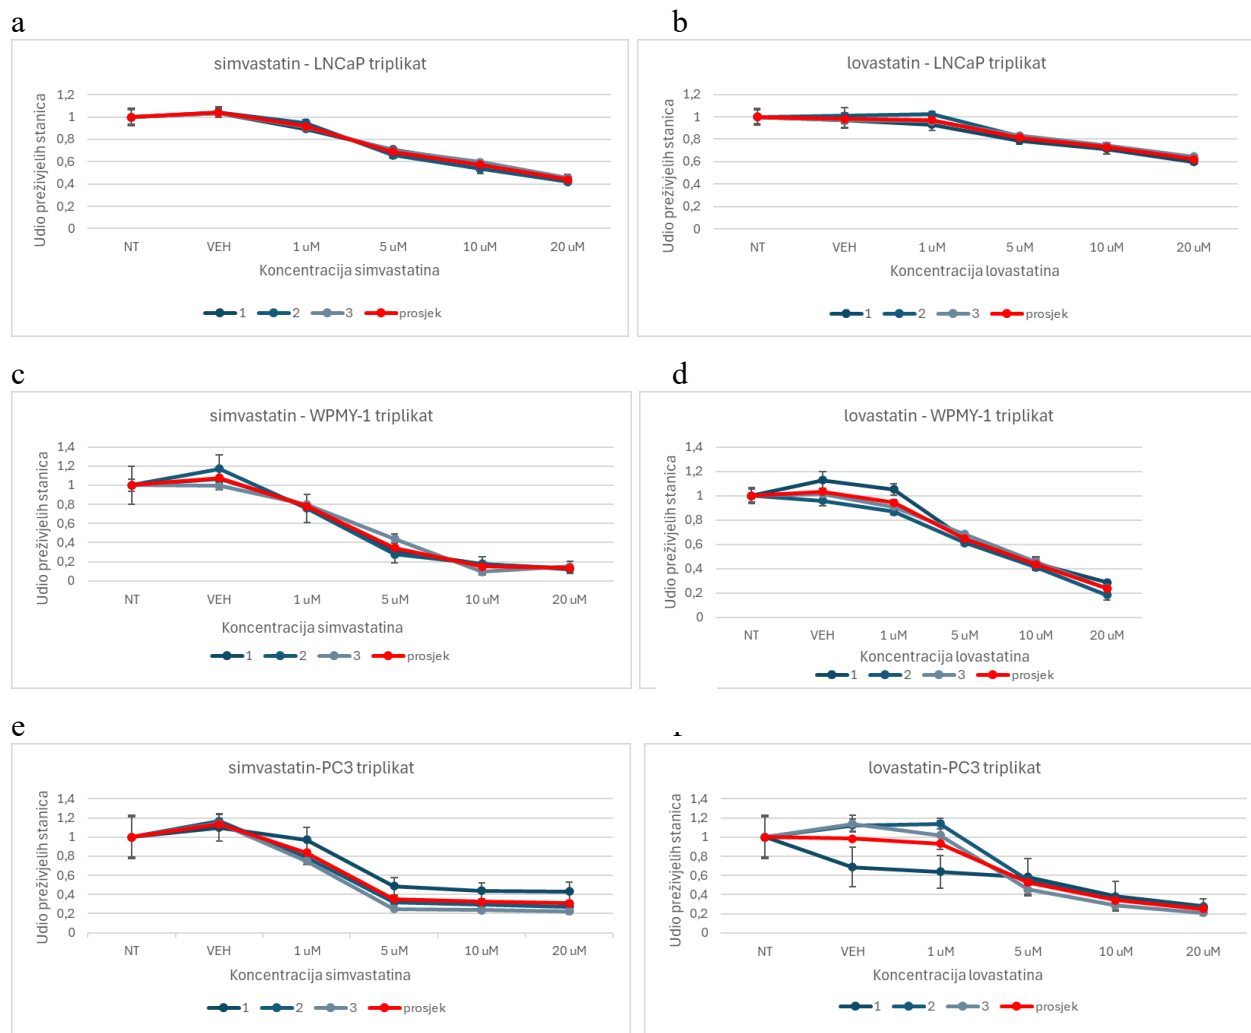 a
simvastatin - LNCaP triplikat
Udio preživjelih stanica
1,2
1
0,8
0,6
0,4
0,2
0
NT VEH 1 uM 5 uM 10 uM 20 uM
Koncentracija simvastatina
1 2 3 prosjek
b
lovastatin - LNCaP triplikat
Udio preživjelih stanica
1,2
1
0,8
0,6
0,4
0,2
0
NT VEH 1 uM 5 uM 10 uM 20 uM
Koncentracija lovastatina
1 2 3 prosjek
c
simvastatin - WPMY-1 triplikat
Udio preživjelih stanica
1,4
1,2
1
0,8
0,6
0,4
0,2
0
NT VEH 1 uM 5 uM 10 uM 20 uM
Koncentracija simvastatina
1 2 3 prosjek
d
lovastatin - WPMY-1 triplikat
Udio preživjelih stanica
1,4
1,2
1
0,8
0,6
0,4
0,2
0
NT VEH 1 uM 5 uM 10 uM 20 uM
Koncentracija lovastatina
1 2 3 prosjek
e
simvastatin-PC3 triplikat
Udio preživjelih stanica
1,4
1,2
1
0,8
0,6
0,4
0,2
0
NT VEH 1 uM 5 uM 10 uM 20 uM
Koncentracija simvastatina
1 2 3 prosjek
lovastatin-PC3 triplikat
Udio preživjelih stanica
1,4
1,2
1
0,8
0,6
0,4
0,2
0
NT VEH 1 uM 5 uM 10 uM 20 uM
Koncentracija lovastatina
1 2 3 prosjek